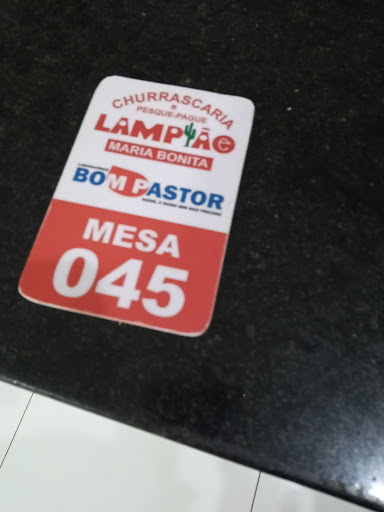 CHURRASCARIA
e
PESQUE-PAGUE
LAMPIÃO e
MARIA BONITA
BOM PASTOR
MESA
045